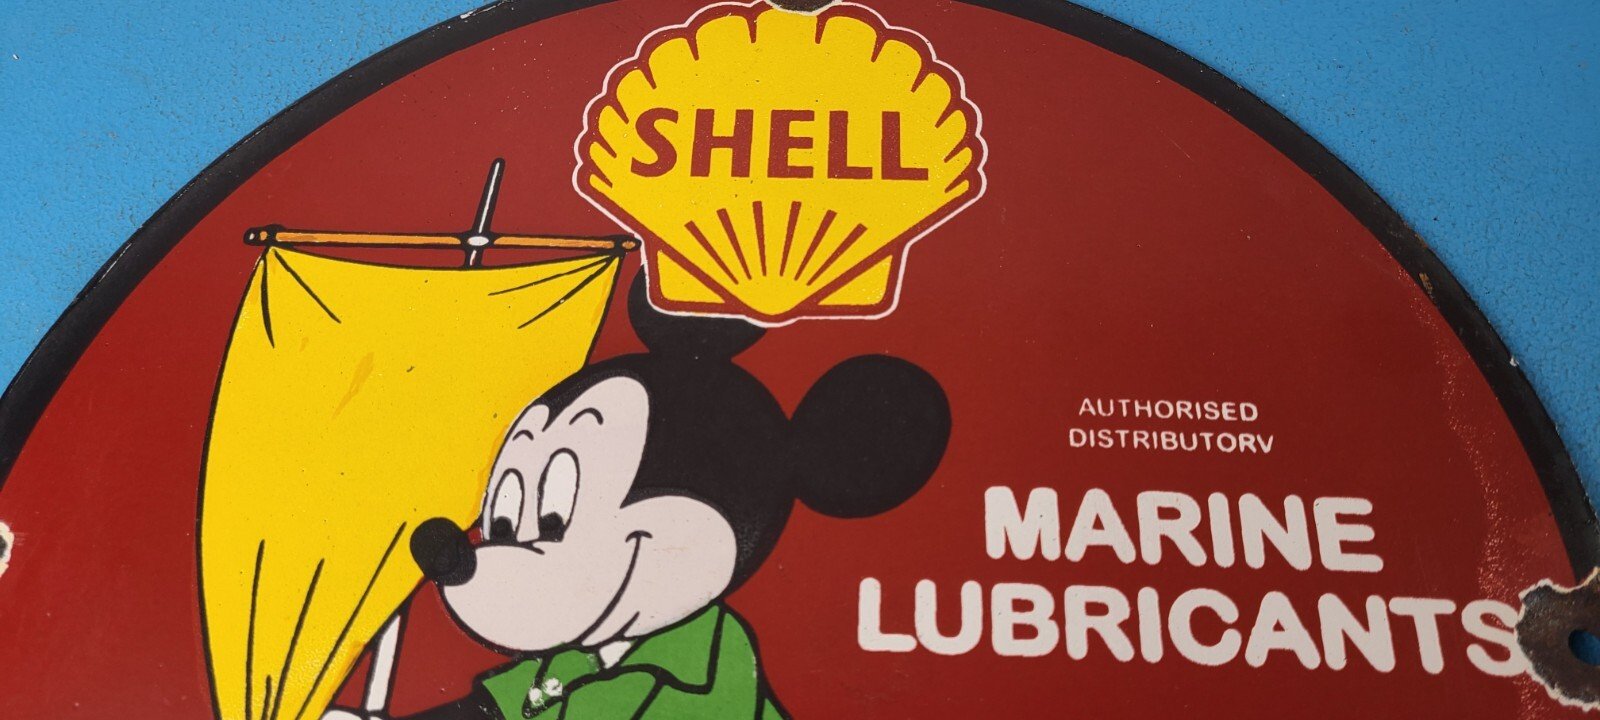 SHELL
AUTHORISED
DISTRIBUTORV
MARINE
LUBRICANTS